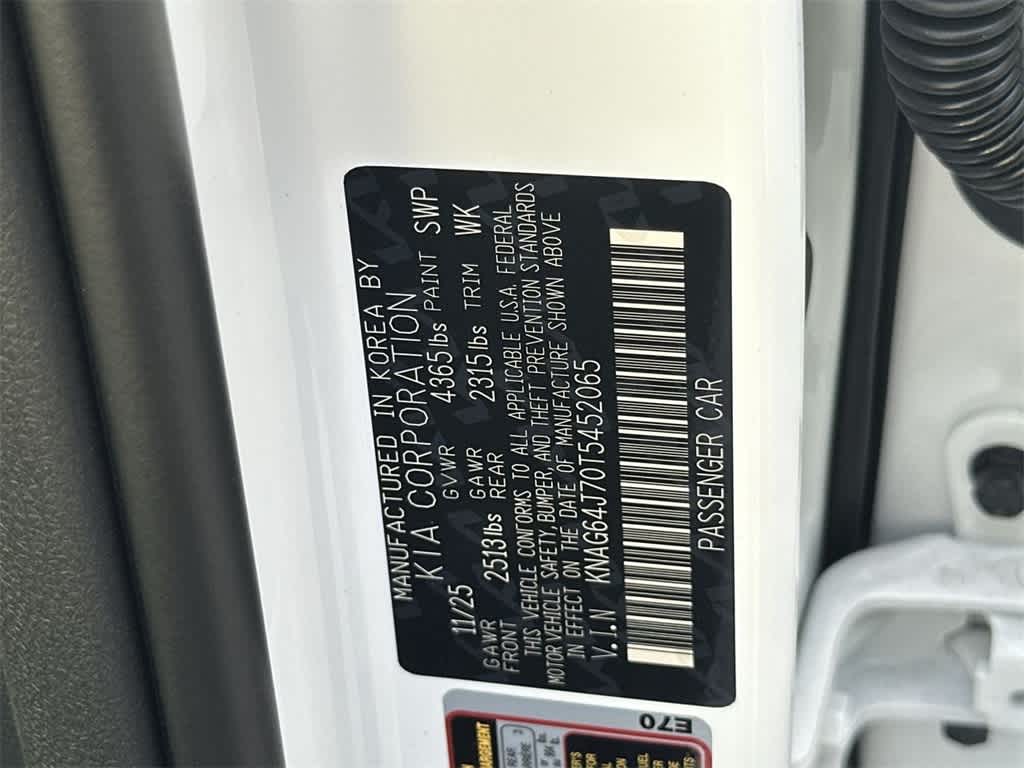 MANUFACTURED IN KOREA BY
KIA CORPORATION
11/25 GVWR 4365lbs PAINT SWP
GAWR FRONT 2513lbs GAWR REAR 2315lbs TRIM WK
THIS VEHICLE CONFORMS TO ALL APPLICABLE U.S.A. FEDERAL
MOTOR VEHICLE SAFETY, BUMPER, AND THEFT PREVENTION STANDARDS
IN EFFECT ON THE DATE OF MANUFACTURE SHOWN ABOVE
V.I.N KNAG64J70T5452065
PASSENGER CAR
E70
REAR